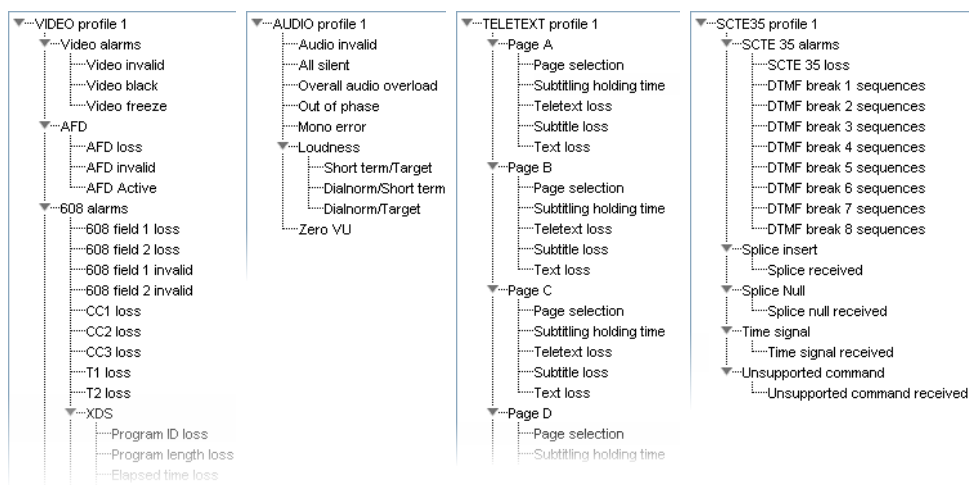 VIDEO profile 1
Video alarms
Video invalid
Video black
Video freeze
AFD
AFD loss
AFD invalid
AFD Active
608 alarms
608 field 1 loss
608 field 2 loss
608 field 1 invalid
608 field 2 invalid
CC1 loss
CC2 loss
CC3 loss
T1 loss
T2 loss
XDS
Program ID loss
Program length loss
Elapsed time loss
AUDIO profile 1
Audio invalid
All silent
Overall audio overload
Out of phase
Mono error
Loudness
Short term/Target
Dialnorm/Short term
Dialnorm/Target
Zero VU
TELETEXT profile 1
Page A
Page selection
Subtitling holding time
Teletext loss
Subtitle loss
Text loss
Page B
Page selection
Subtitling holding time
Teletext loss
Subtitle loss
Text loss
Page C
Page selection
Subtitling holding time
Teletext loss
Subtitle loss
Text loss
Page D
Page selection
Subtitling holding time
SCTE35 profile 1
SCTE 35 alarms
SCTE 35 loss
DTMF break 1 sequences
DTMF break 2 sequences
DTMF break 3 sequences
DTMF break 4 sequences
DTMF break 5 sequences
DTMF break 6 sequences
DTMF break 7 sequences
DTMF break 8 sequences
Splice insert
Splice received
Splice Null
Splice null received
Time signal
Time signal received
Unsupported command
Unsupported command received